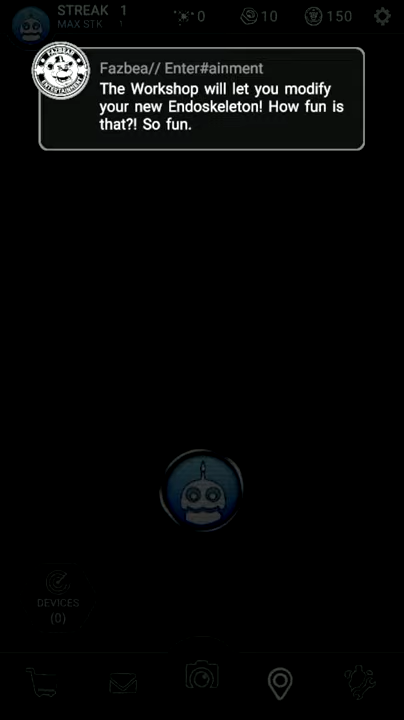 STREAK 1
MAX STK 1
0
10
150
FAZBEAR
ENTERTAINMENT
Fazbea// Enter#ainment
The Workshop will let you modify
your new Endoskeleton! How fun is
that?! So fun.
DEVICES
(0)